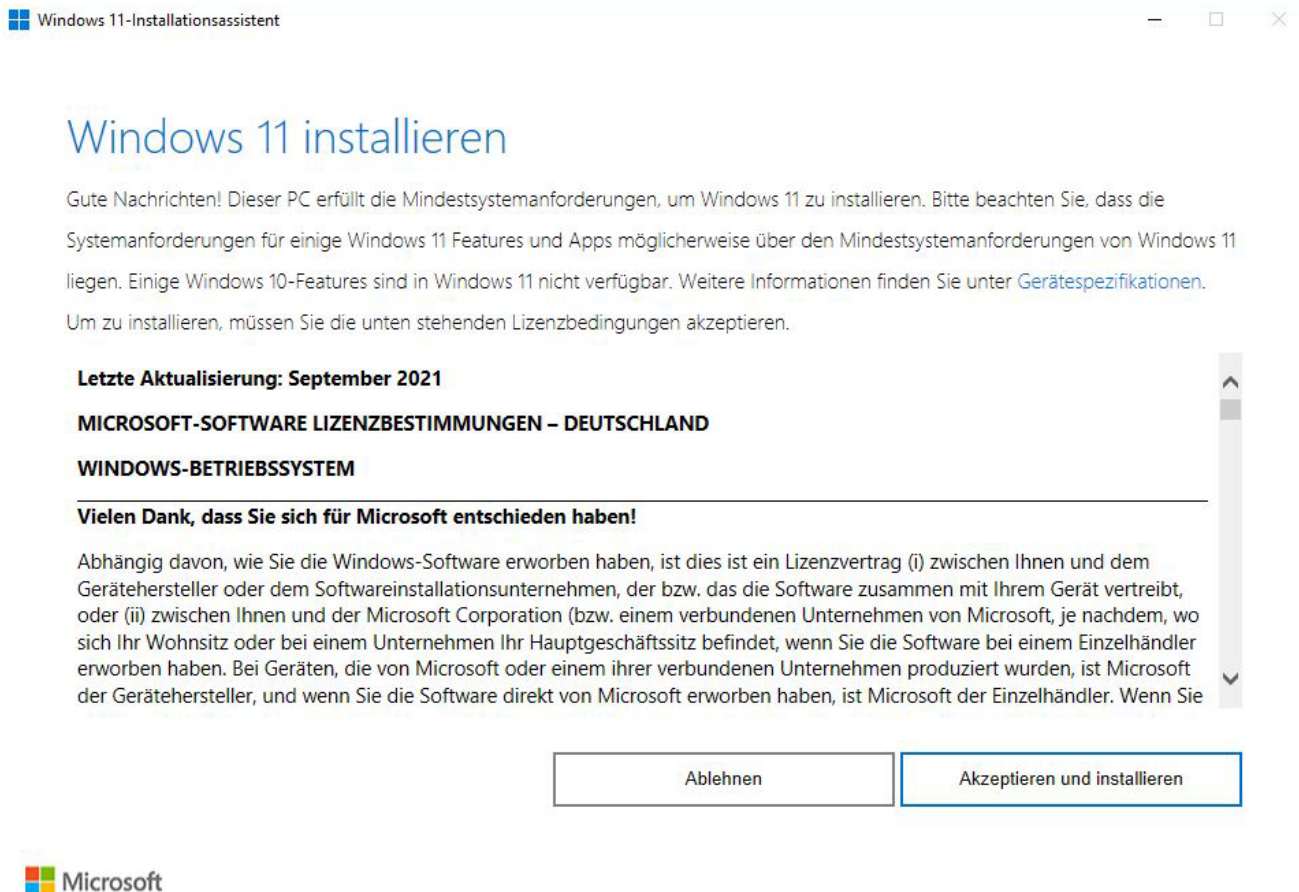 Windows 11-Installationsassistent
Windows 11 installieren
Gute Nachrichten! Dieser PC erfüllt die Mindestsystemanforderungen, um Windows 11 zu installieren. Bitte beachten Sie, dass die
Systemanforderungen für einige Windows 11 Features und Apps möglicherweise über den Mindestsystemanforderungen von Windows 11
liegen. Einige Windows 10-Features sind in Windows 11 nicht verfügbar. Weitere Informationen finden Sie unter Gerätespezifikationen.
Um zu installieren, müssen Sie die unten stehenden Lizenzbedingungen akzeptieren.
Letzte Aktualisierung: September 2021
MICROSOFT-SOFTWARE LIZENZBESTIMMUNGEN – DEUTSCHLAND
WINDOWS-BETRIEBSSYSTEM
Vielen Dank, dass Sie sich für Microsoft entschieden haben!
Abhängig davon, wie Sie die Windows-Software erworben haben, ist dies ist ein Lizenzvertrag (i) zwischen Ihnen und dem
Gerätehersteller oder dem Softwareinstallationsunternehmen, der bzw. das die Software zusammen mit Ihrem Gerät vertreibt,
oder (ii) zwischen Ihnen und der Microsoft Corporation (bzw. einem verbundenen Unternehmen von Microsoft, je nachdem, wo
sich Ihr Wohnsitz oder bei einem Unternehmen Ihr Hauptgeschäftssitz befindet, wenn Sie die Software bei einem Einzelhändler
erworben haben. Bei Geräten, die von Microsoft oder einem ihrer verbundenen Unternehmen produziert wurden, ist Microsoft
der Gerätehersteller, und wenn Sie die Software direkt von Microsoft erworben haben, ist Microsoft der Einzelhändler. Wenn Sie
Ablehnen
Akzeptieren und installieren
Microsoft